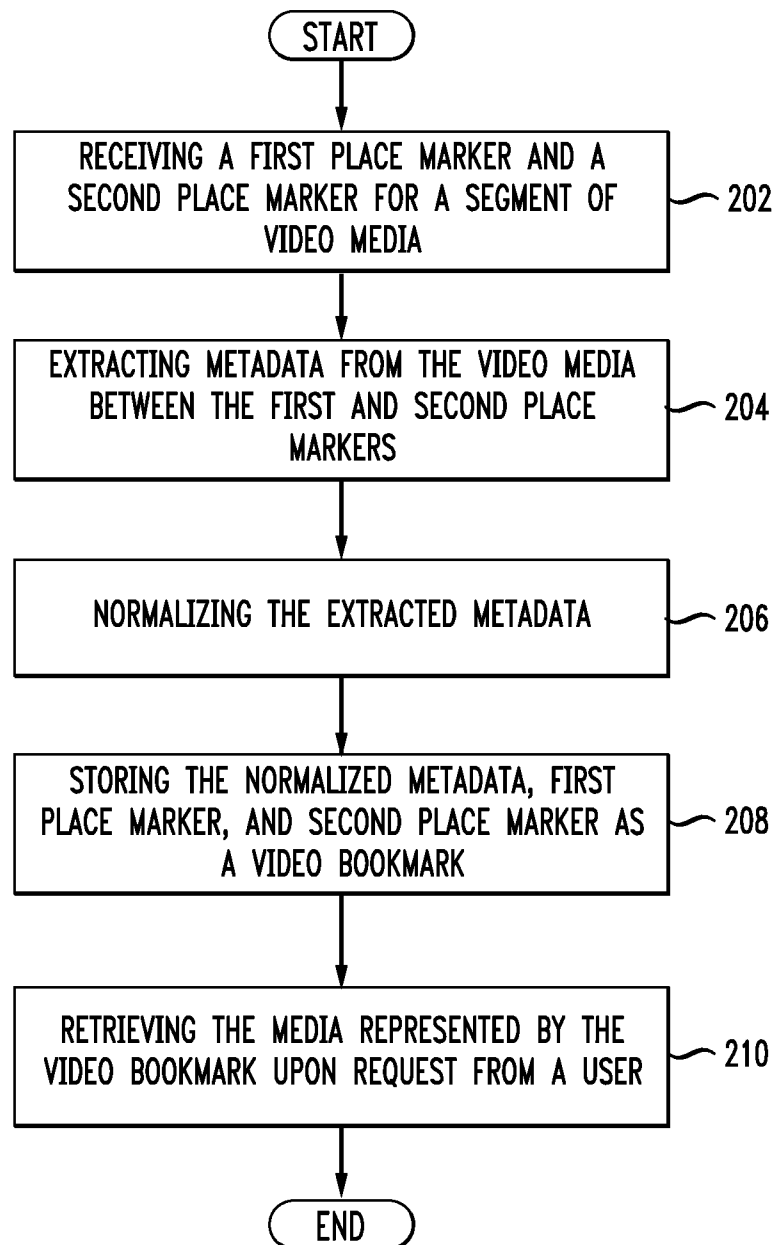 START
RECEIVING A FIRST PLACE MARKER AND A
SECOND PLACE MARKER FOR A SEGMENT OF
VIDEO MEDIA
202
EXTRACTING METADATA FROM THE VIDEO MEDIA
BETWEEN THE FIRST AND SECOND PLACE
MARKERS
204
NORMALIZING THE EXTRACTED METADATA
206
STORING THE NORMALIZED METADATA, FIRST
PLACE MARKER, AND SECOND PLACE MARKER AS
A VIDEO BOOKMARK
208
RETRIEVING THE MEDIA REPRESENTED BY THE
VIDEO BOOKMARK UPON REQUEST FROM A USER
210
END